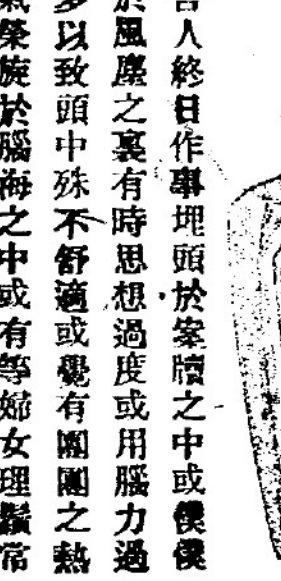 吾人終日作事埋頭於案牘之中或僕僕
於風塵之裏有時思想過度或用腦力過
多以致頭中殊不舒適或覺有團團之熱
氣縈旋於腦海之中或有等婦女理鬚常